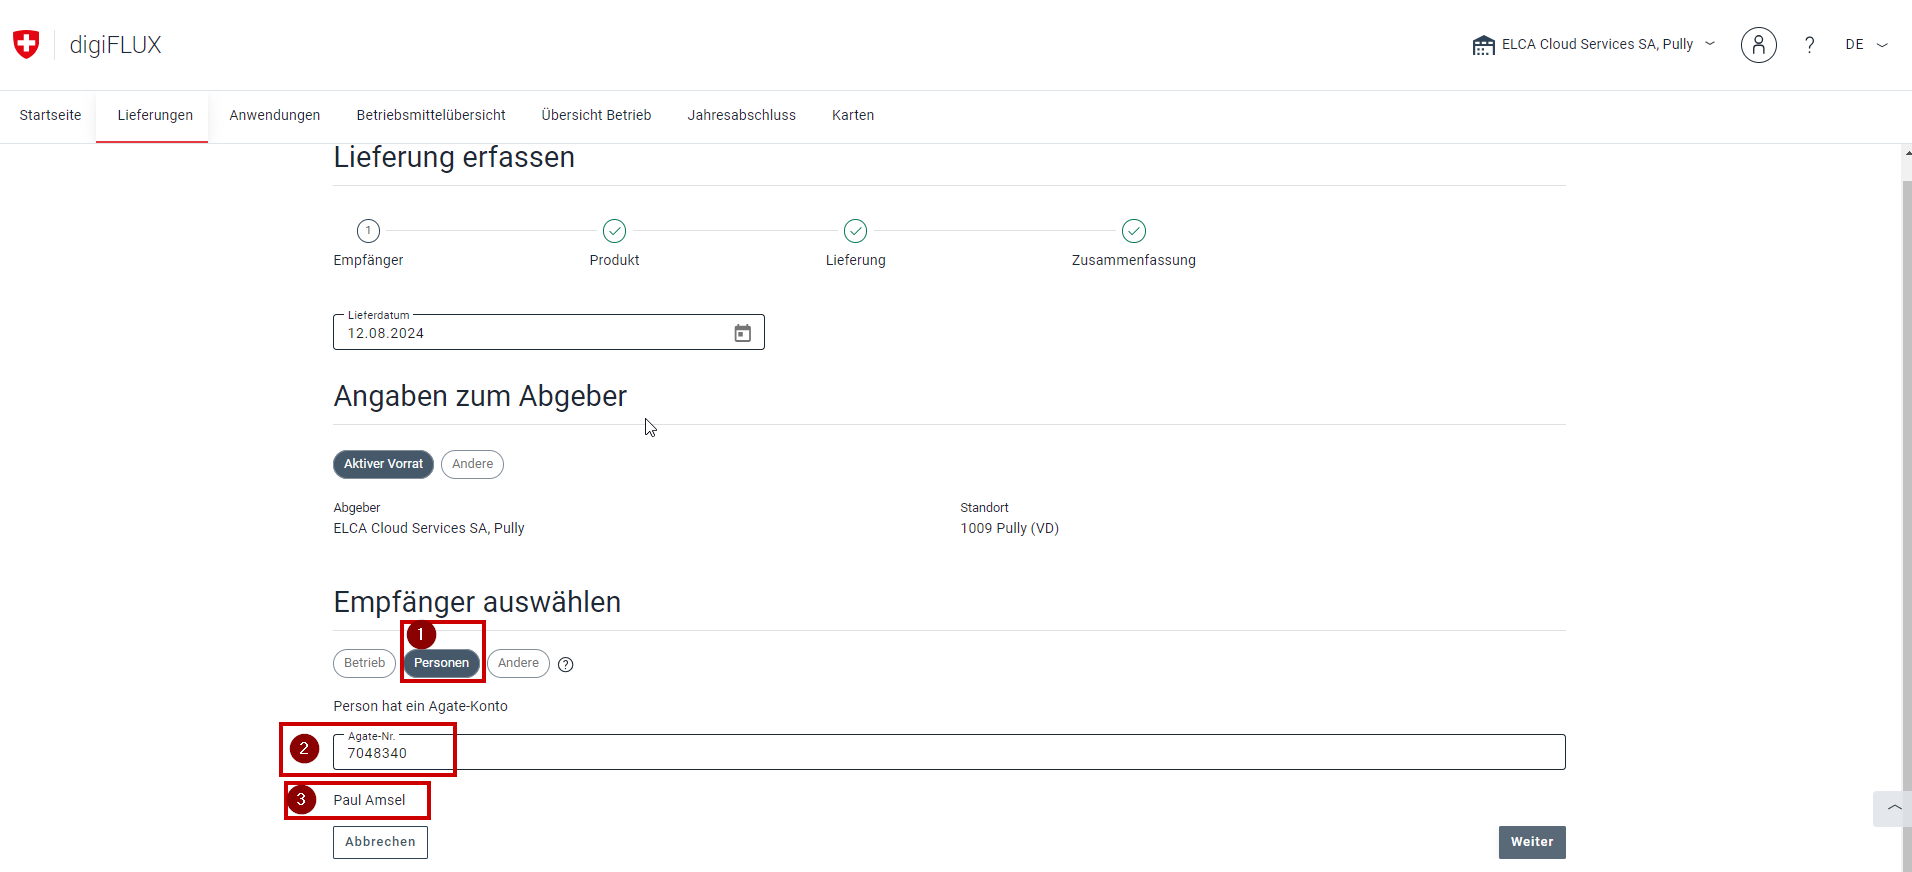 digiFLUX
ELCA Cloud Services SA, Pully
?
DE
Startseite
Lieferungen
Anwendungen
Betriebsmittelübersicht
Übersicht Betrieb
Jahresabschluss
Karten
Lieferung erfassen
1
Empfänger
Produkt
Lieferung
Zusammenfassung
Lieferdatum
12.08.2024
Angaben zum Abgeber
Aktiver Vorrat
Andere
Abgeber
Standort
ELCA Cloud Services SA, Pully
1009 Pully (VD)
Empfänger auswählen
1
Betrieb
Personen
Andere
?
Person hat ein Agate-Konto
2
Agate-Nr.
7048340
3
Paul Amsel
Abbrechen
Weiter